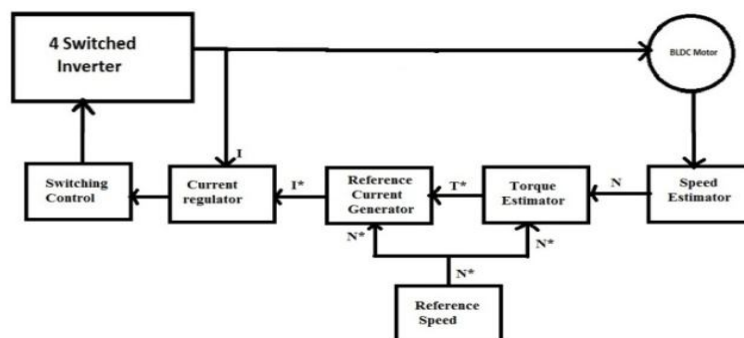 4 Switched
Inverter
BLDC Motor
I
Switching
Control
Current
regulator
I*
Reference
Current
Generator
T*
Torque
Estimator
N
Speed
Estimator
N*
N*
N*
Reference
Speed